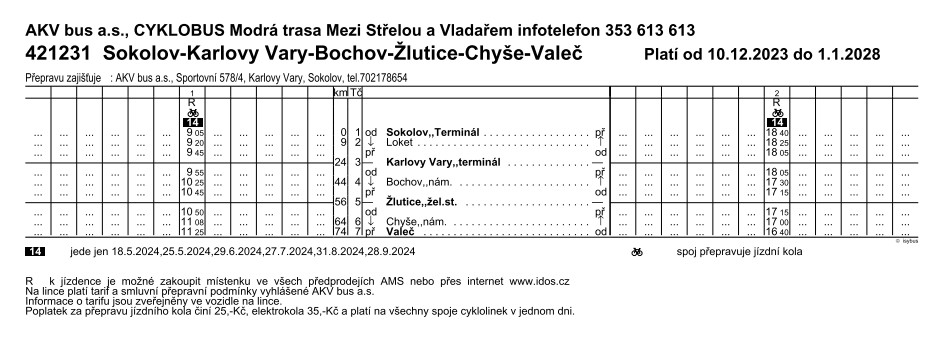 AKV bus a.s., CYKLOBUS Modrá trasa Mezi Střelou a Vladařem infotelefon 353 613 613
421231 Sokolov-Karlovy Vary-Bochov-Žlutice-Chyše-Valeč Platí od 10.12.2023 do 1.1.2028
Přepravu zajišťuje : AKV bus a.s., Sportovní 578/4, Karlovy Vary, Sokolov, tel.702178654
1 km Tč 2
R R
14 14
... ... ... ... ... ... 9 05 ... ... ... ... ... 0 1 od Sokolov,,Terminál ... př ... ... ... ... ... ... 18 40 ... ... ... ... ... ...
... ... ... ... ... ... 9 20 ... ... ... ... ... 9 2 ↓ Loket ... ↑ ... ... ... ... ... ... 18 25 ... ... ... ... ... ...
... ... ... ... ... ... 9 45 ... ... ... ... ... př od ... ... ... ... ... ... 18 05 ... ... ... ... ... ...
24 3 — Karlovy Vary,,terminál ... —
... ... ... ... ... ... 9 55 ... ... ... ... ... od př ... ... ... ... ... ... 18 05 ... ... ... ... ... ...
... ... ... ... ... ... 10 25 ... ... ... ... ... 44 4 ↓ Bochov,,nám. ... ↑ ... ... ... ... ... ... 17 30 ... ... ... ... ... ...
... ... ... ... ... ... 10 45 ... ... ... ... ... př od ... ... ... ... ... ... 17 15 ... ... ... ... ... ...
56 5 — Žlutice,,žel.st. ... —
... ... ... ... ... ... 10 50 ... ... ... ... ... od př ... ... ... ... ... ... 17 15 ... ... ... ... ... ...
... ... ... ... ... ... 11 08 ... ... ... ... ... 64 6 ↓ Chyše,,nám. ... ↑ ... ... ... ... ... ... 17 00 ... ... ... ... ... ...
... ... ... ... ... ... 11 25 ... ... ... ... ... 74 7 př Valeč ... od ... ... ... ... ... ... 16 40 ... ... ... ... ... ...
© isybus
14 jede jen 18.5.2024,25.5.2024,29.6.2024,27.7.2024,31.8.2024,28.9.2024 spoj přepravuje jízdní kola
R k jízdence je možné zakoupit místenku ve všech předprodejích AMS nebo přes internet www.idos.cz
Na lince platí tarif a smluvní přepravní podmínky vyhlášené AKV bus a.s.
Informace o tarifu jsou zveřejněny ve vozidle na lince.
Poplatek za přepravu jízdního kola činí 25,-Kč, elektrokola 35,-Kč a platí na všechny spoje cyklolinek v jednom dni.